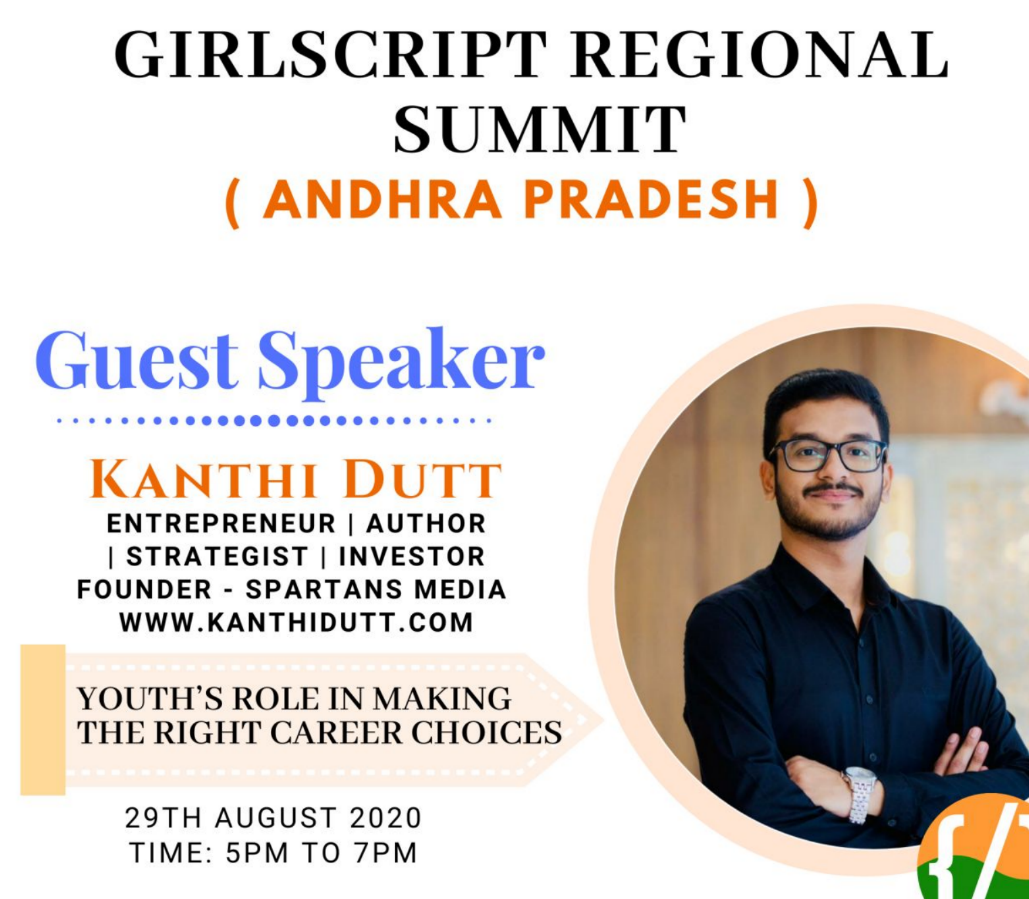 GIRLSCRIPT REGIONAL
SUMMIT
( ANDHRA PRADESH )
Guest Speaker
KANTHI DUTT
ENTREPRENEUR | AUTHOR
| STRATEGIST | INVESTOR
FOUNDER - SPARTANS MEDIA
WWW.KANTHIDUTT.COM
YOUTH'S ROLE IN MAKING
THE RIGHT CAREER CHOICES
29TH AUGUST 2020
TIME: 5PM TO 7PM
{/